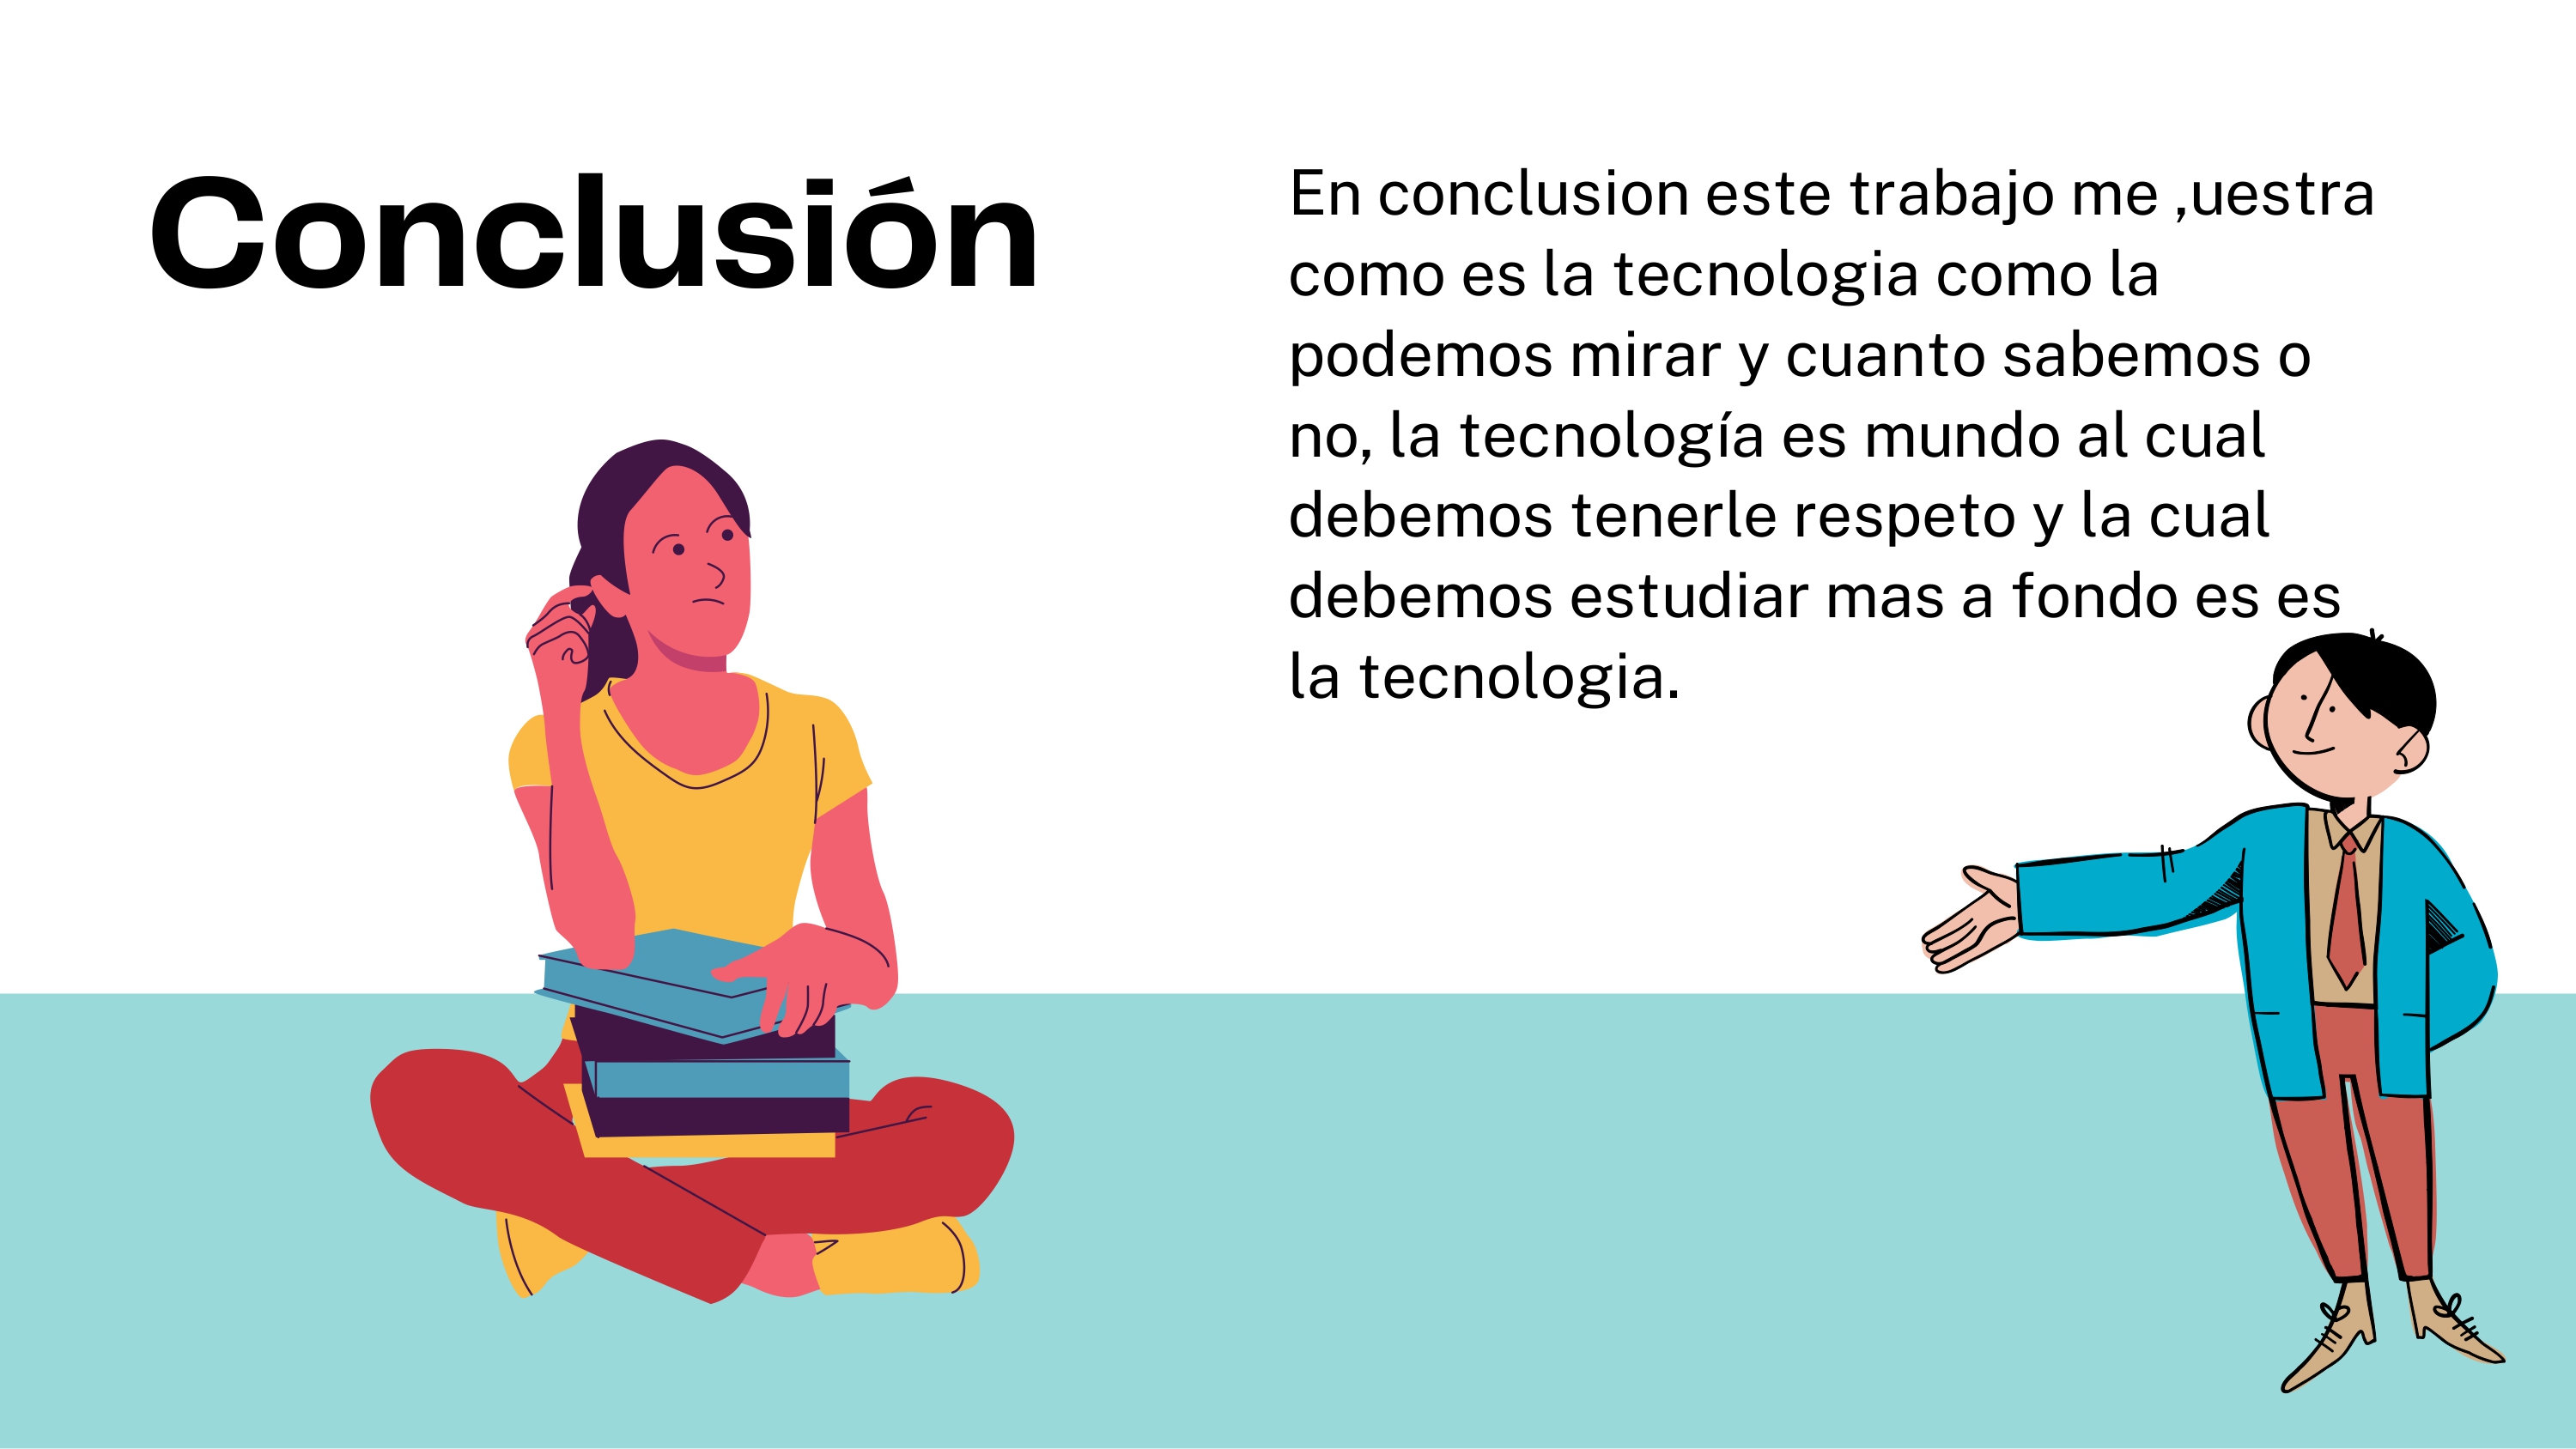 Conclusión
En conclusion este trabajo me ,uestra
como es la tecnologia como la
podemos mirar y cuanto sabemos o
no, la tecnología es mundo al cual
debemos tenerle respeto y la cual
debemos estudiar mas a fondo es es
la tecnologia.